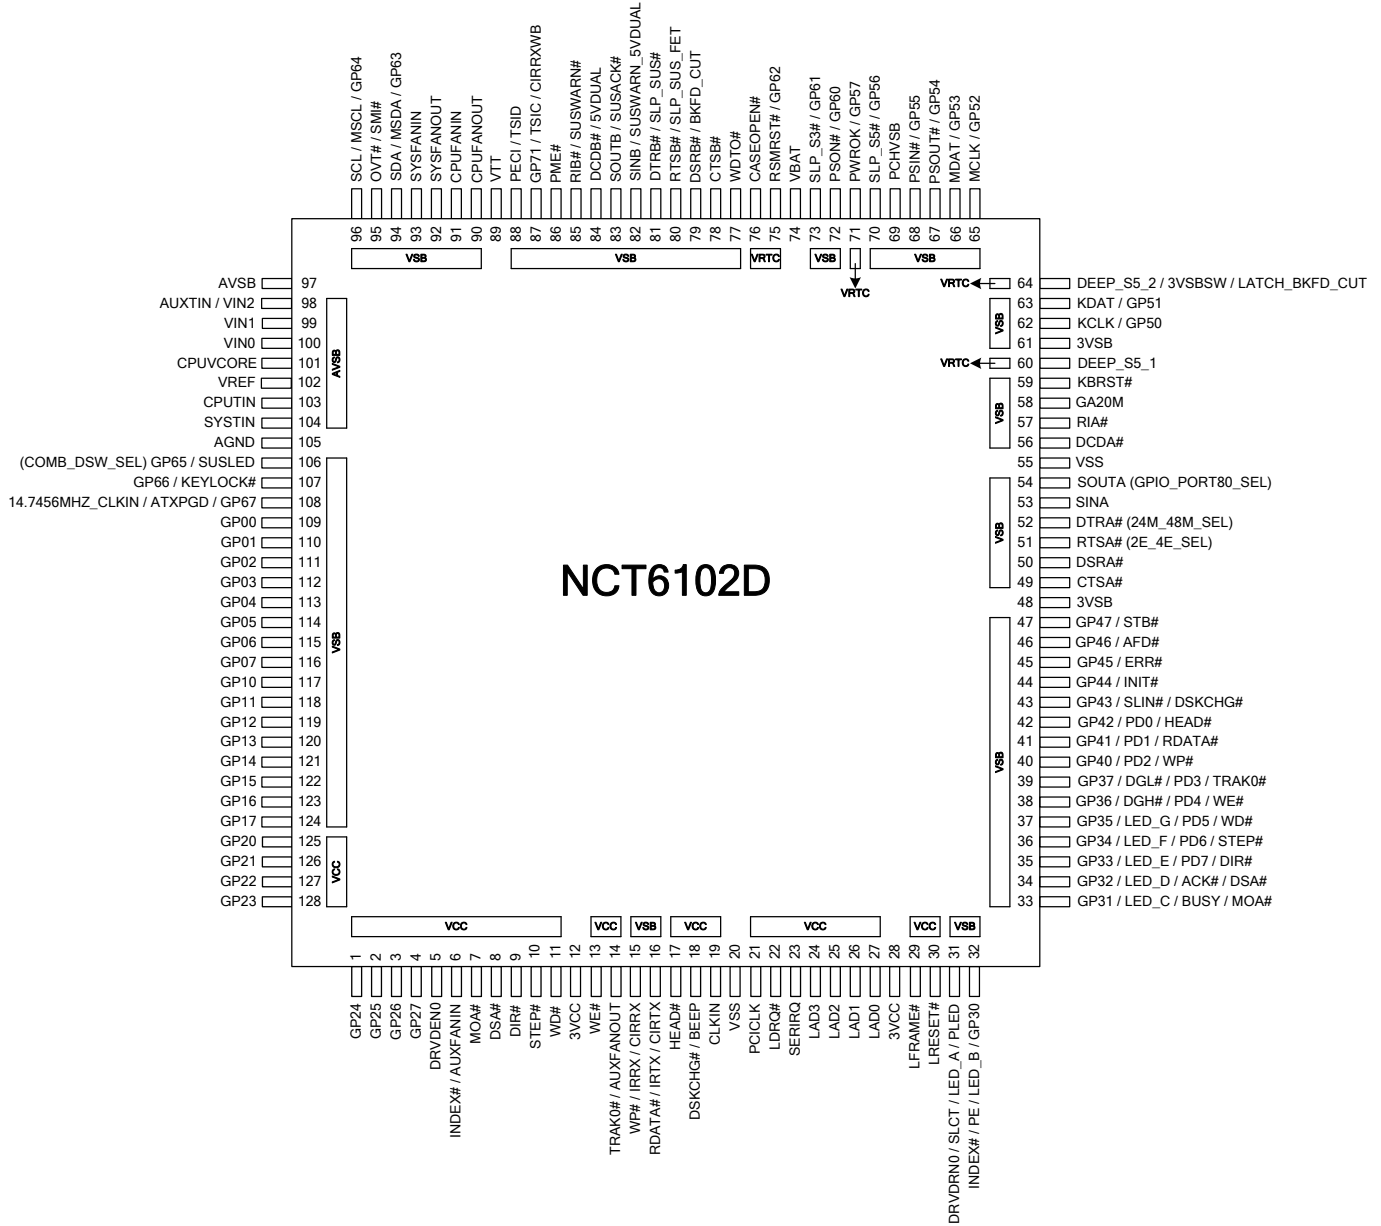 SCL / MSCL / GP64
OVT# / SMI#
SDA / MSDA / GP63
SYSFANIN
SYSFANOUT
CPUFANIN
CPUFANOUT
VTT
PECI / TSID
GP71 / TSIC / CIRRXWB
PME#
RIB# / SUSWARN#
DCDB# / 5VDUAL
SOUTB / SUSACK#
SINB / SUSWARN_5VDUAL
DTRB# / SLP_SUS#
RTSB# / SLP_SUS_FET
DSRB# / BKFD_CUT
CTSB#
WDTO#
CASEOPEN#
RSMRST# / GP62
VBAT
SLP_S3# / GP61
PSON# / GP60
PWROK / GP57
SLP_S5# / GP56
PCHVSB
PSIN# / GP55
PSOUT# / GP54
MDAT / GP53
MCLK / GP52
96 95 94 93 92 91 90 89 88 87 86 85 84 83 82 81 80 79 78 77 76 75 74 73 72 71 70 69 68 67 66 65
VSB VSB VRTC VSB VSB
VRTC
AVSB 97
AUXTIN / VIN2 98
VIN1 99
VIN0 100
CPUVCORE 101
VREF 102
CPUTIN 103
SYSTIN 104
AGND 105
(COMB_DSW_SEL) GP65 / SUSLED 106
GP66 / KEYLOCK# 107
14.7456MHZ_CLKIN / ATXPGD / GP67 108
GP00 109
GP01 110
GP02 111
GP03 112
GP04 113
GP05 114
GP06 115
GP07 116
GP10 117
GP11 118
GP12 119
GP13 120
GP14 121
GP15 122
GP16 123
GP17 124
GP20 125
GP21 126
GP22 127
GP23 128
AVSB
VSB
VCC
NCT6102D
VRTC 64 DEEP_S5_2 / 3VSBSW / LATCH_BKFD_CUT
63 KDAT / GP51
62 KCLK / GP50
61 3VSB
VRTC 60 DEEP_S5_1
59 KBRST#
58 GA20M
57 RIA#
56 DCDA#
55 VSS
54 SOUTA (GPIO_PORT80_SEL)
53 SINA
52 DTRA# (24M_48M_SEL)
51 RTSA# (2E_4E_SEL)
50 DSRA#
49 CTSA#
48 3VSB
47 GP47 / STB#
46 GP46 / AFD#
45 GP45 / ERR#
44 GP44 / INIT#
43 GP43 / SLIN# / DSKCHG#
42 GP42 / PD0 / HEAD#
41 GP41 / PD1 / RDATA#
40 GP40 / PD2 / WP#
39 GP37 / DGL# / PD3 / TRAK0#
38 GP36 / DGH# / PD4 / WE#
37 GP35 / LED_G / PD5 / WD#
36 GP34 / LED_F / PD6 / STEP#
35 GP33 / LED_E / PD7 / DIR#
34 GP32 / LED_D / ACK# / DSA#
33 GP31 / LED_C / BUSY / MOA#
VSB
VSB
VSB
VSB
VCC VCC VSB VCC VCC VCC VSB
1 2 3 4 5 6 7 8 9 10 11 12 13 14 15 16 17 18 19 20 21 22 23 24 25 26 27 28 29 30 31 32
GP24
GP25
GP26
GP27
DRVDEN0
INDEX# / AUXFANIN
MOA#
DSA#
DIR#
STEP#
WD#
3VCC
WE#
TRAK0# / AUXFANOUT
WP# / IRRX / CIRRX
RDATA# / IRTX / CIRTX
HEAD#
DSKCHG# / BEEP
CLKIN
VSS
PCICLK
LDRQ#
SERIRQ
LAD3
LAD2
LAD1
LAD0
3VCC
LFRAME#
LRESET#
DRVDRN0 / SLCT / LED_A / PLED
INDEX# / PE / LED_B / GP30